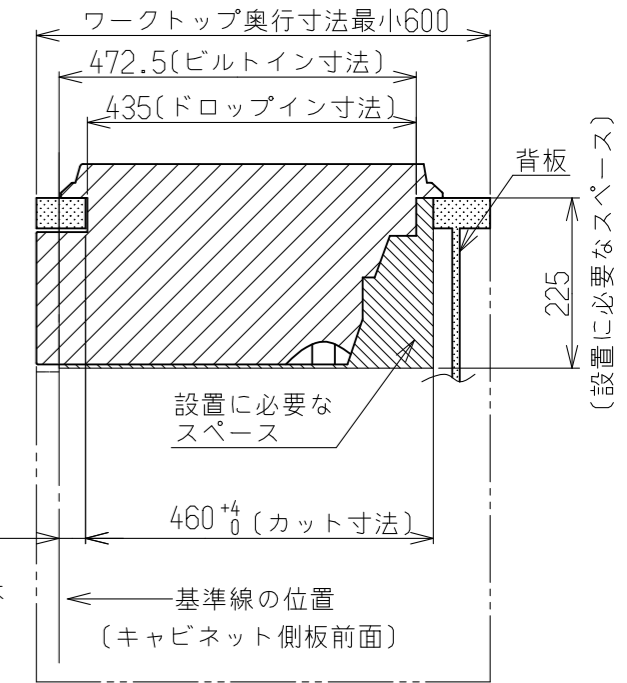 ワークトップ奥行寸法最小600
472.5(ビルトイン寸法)
435(ドロップイン寸法)
背板
225
(設置に必要なスペース)
設置に必要な
スペース
460 +4 0 (カット寸法)
基準線の位置
(キャビネット側板前面)